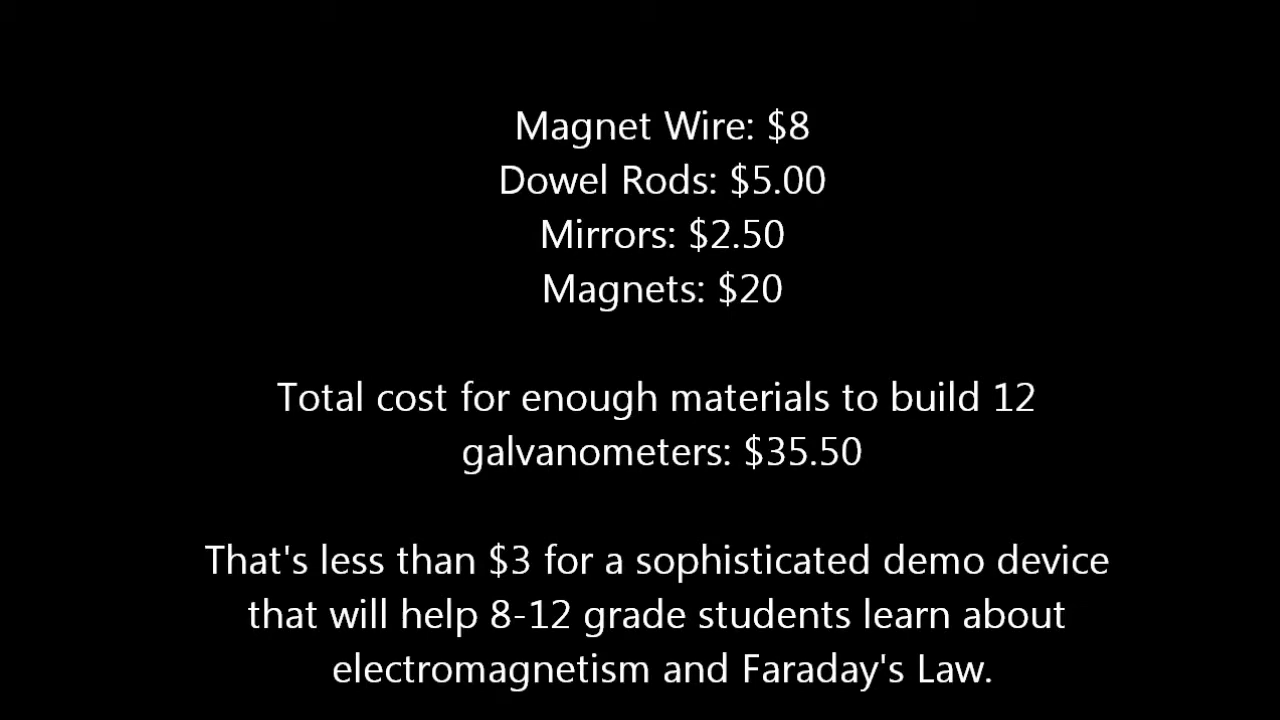 Magnet Wire: $8
Dowel Rods: $5.00
Mirrors: $2.50
Magnets: $20
Total cost for enough materials to build 12
galvanometers: $35.50
That's less than $3 for a sophisticated demo device
that will help 8-12 grade students learn about
electromagnetism and Faraday's Law.